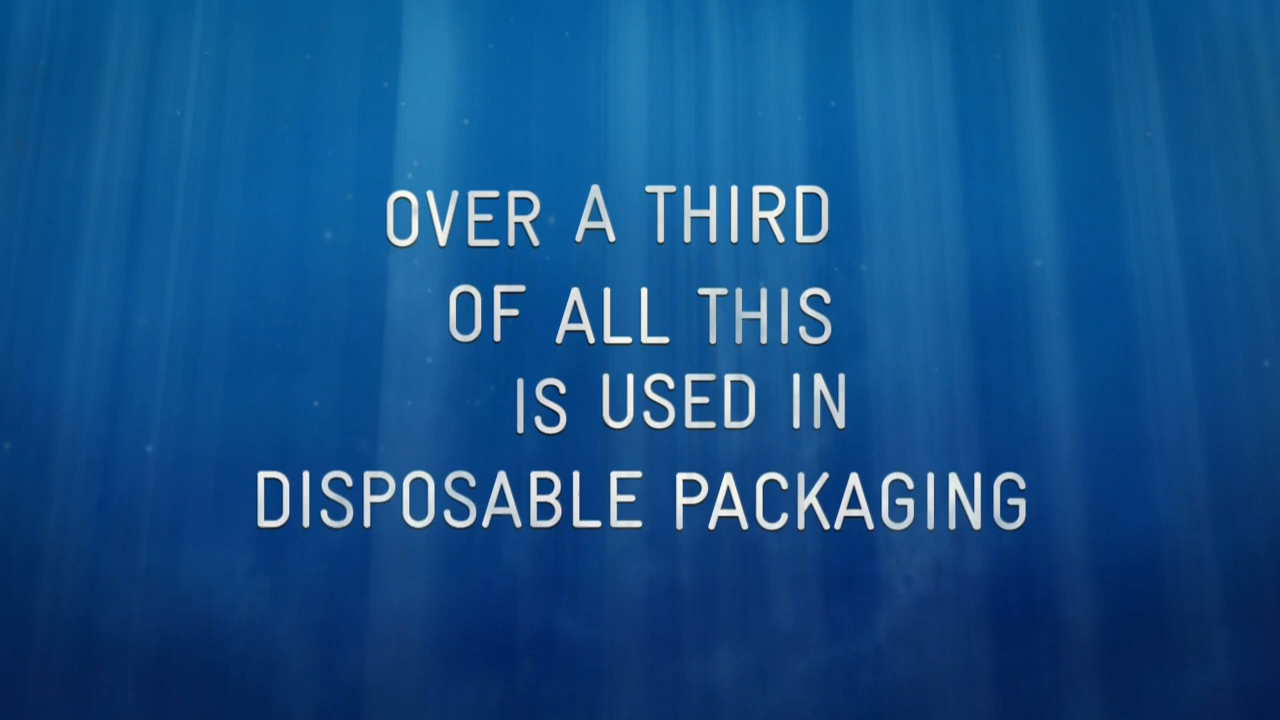 OVER A THIRD
OF ALL THIS
IS USED IN
DISPOSABLE PACKAGING